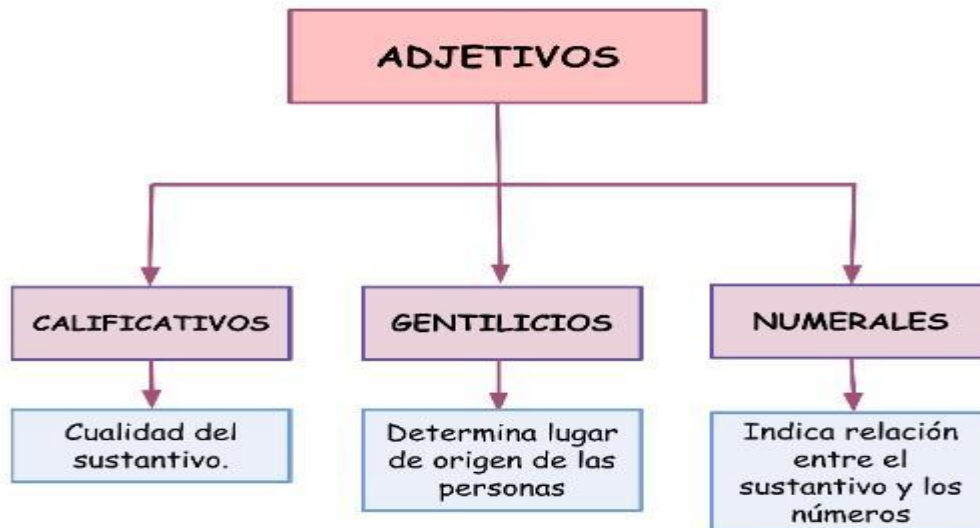 ADJETIVOS
CALIFICATIVOS
GENTILICIOS
NUMERALES
Cualidad del
sustantivo.
Determina lugar
de origen de las
personas
Indica relación
entre el
sustantivo y los
números